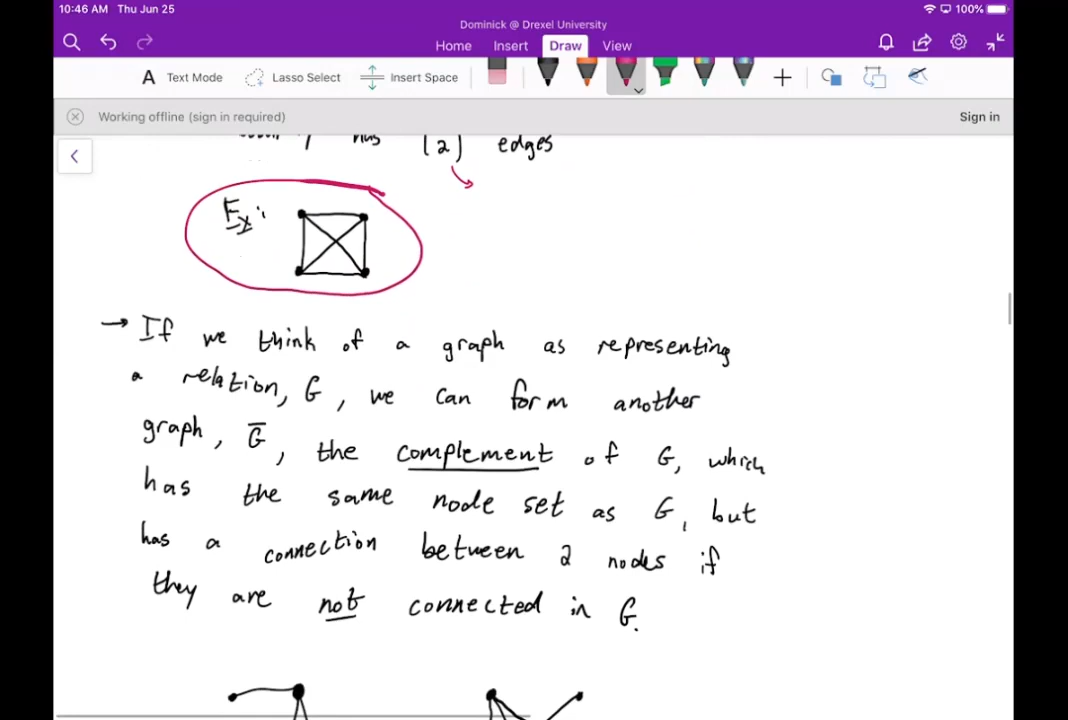 10:46 AM Thu Jun 25
100%
Dominick @ Drexel University
Home Insert Draw View
A Text Mode Lasso Select Insert Space
Working offline (sign in required) Sign in
has (2) edges
Ex:
→ If we think of a graph as representing
a relation, G, we can form another
graph, G̅, the complement of G, which
has the same node set as G, but
has a connection between 2 nodes if
they are not connected in G.